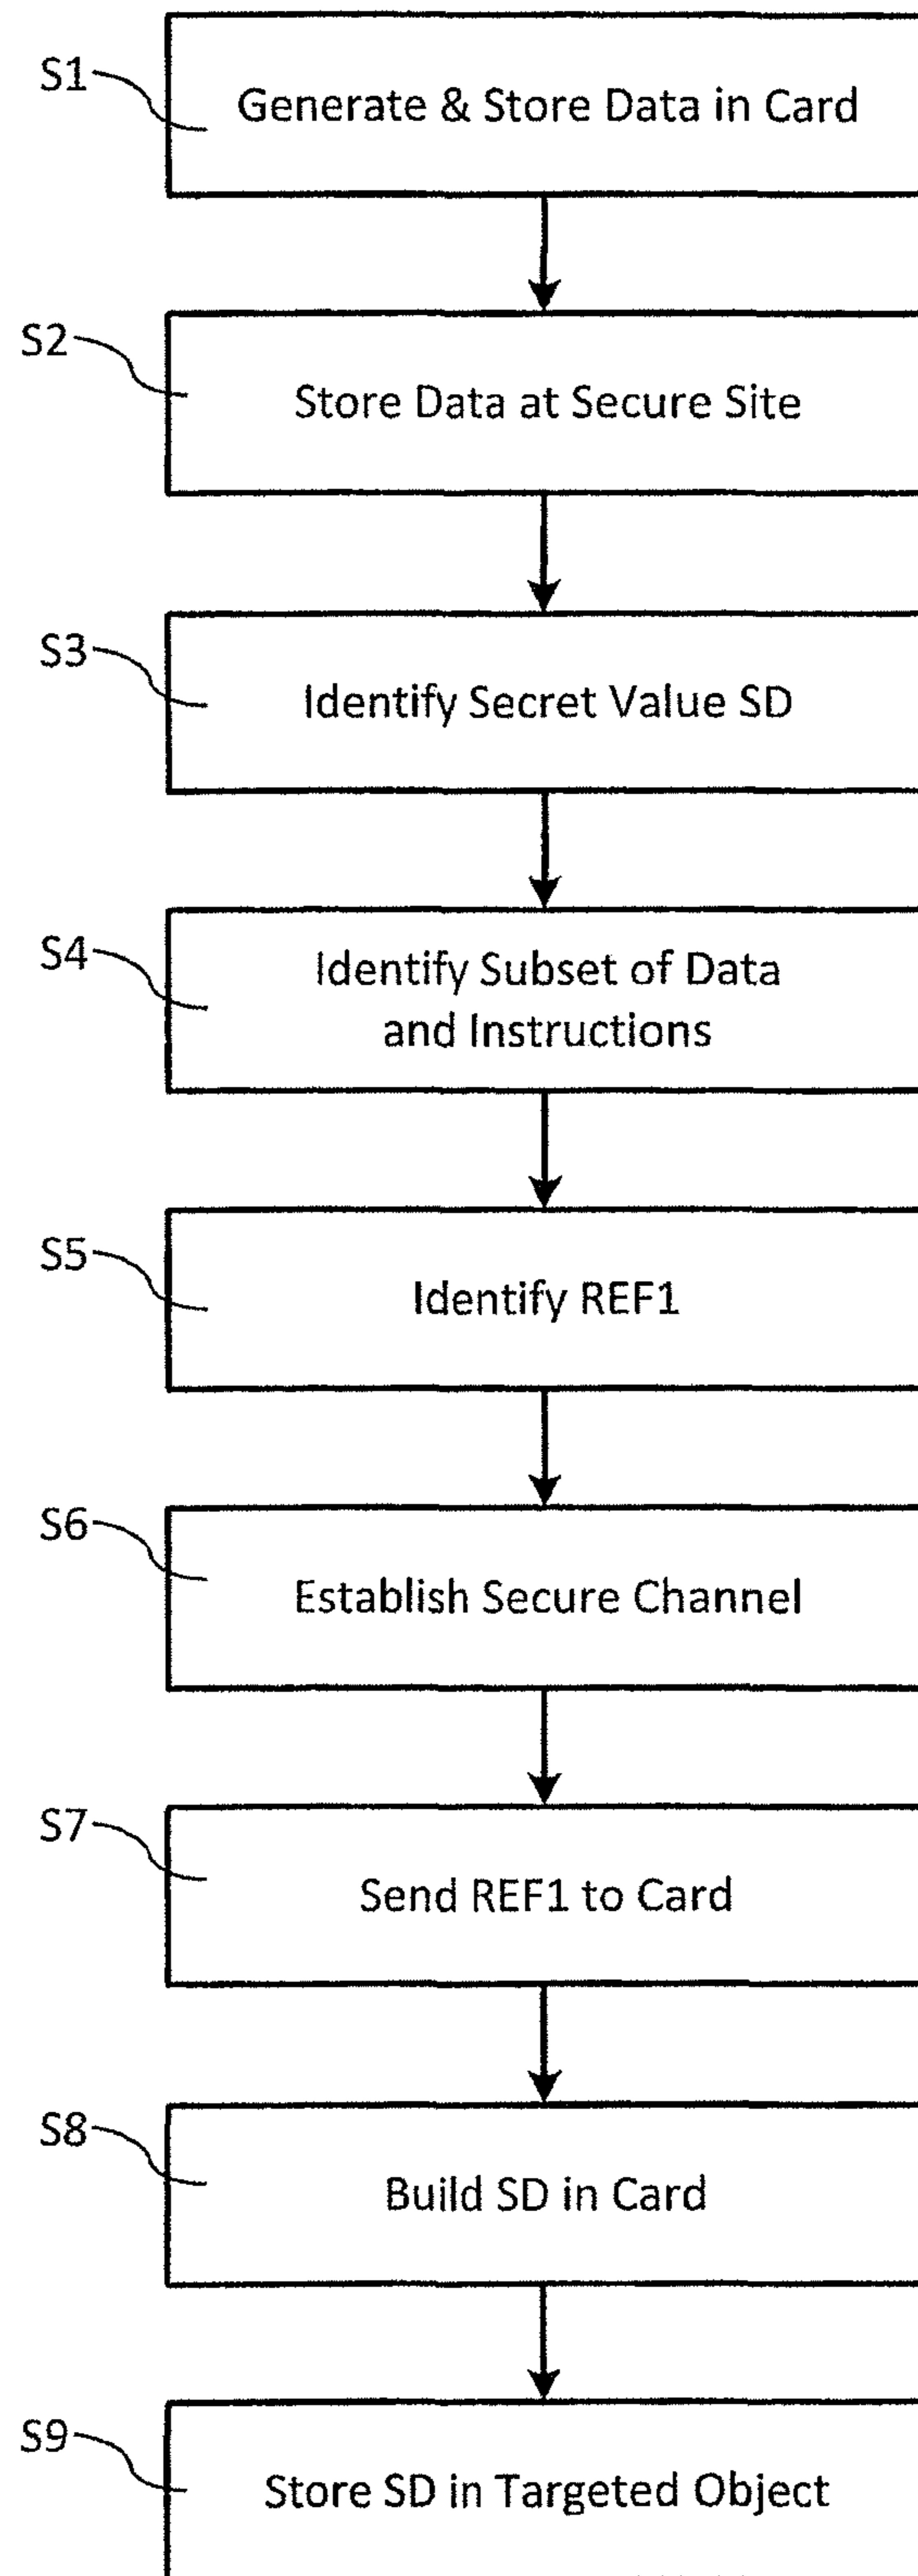 S1
Generate & Store Data in Card
S2
Store Data at Secure Site
S3
Identify Secret Value SD
S4
Identify Subset of Data
and Instructions
S5
Identify REF1
S6
Establish Secure Channel
S7
Send REF1 to Card
S8
Build SD in Card
S9
Store SD in Targeted Object